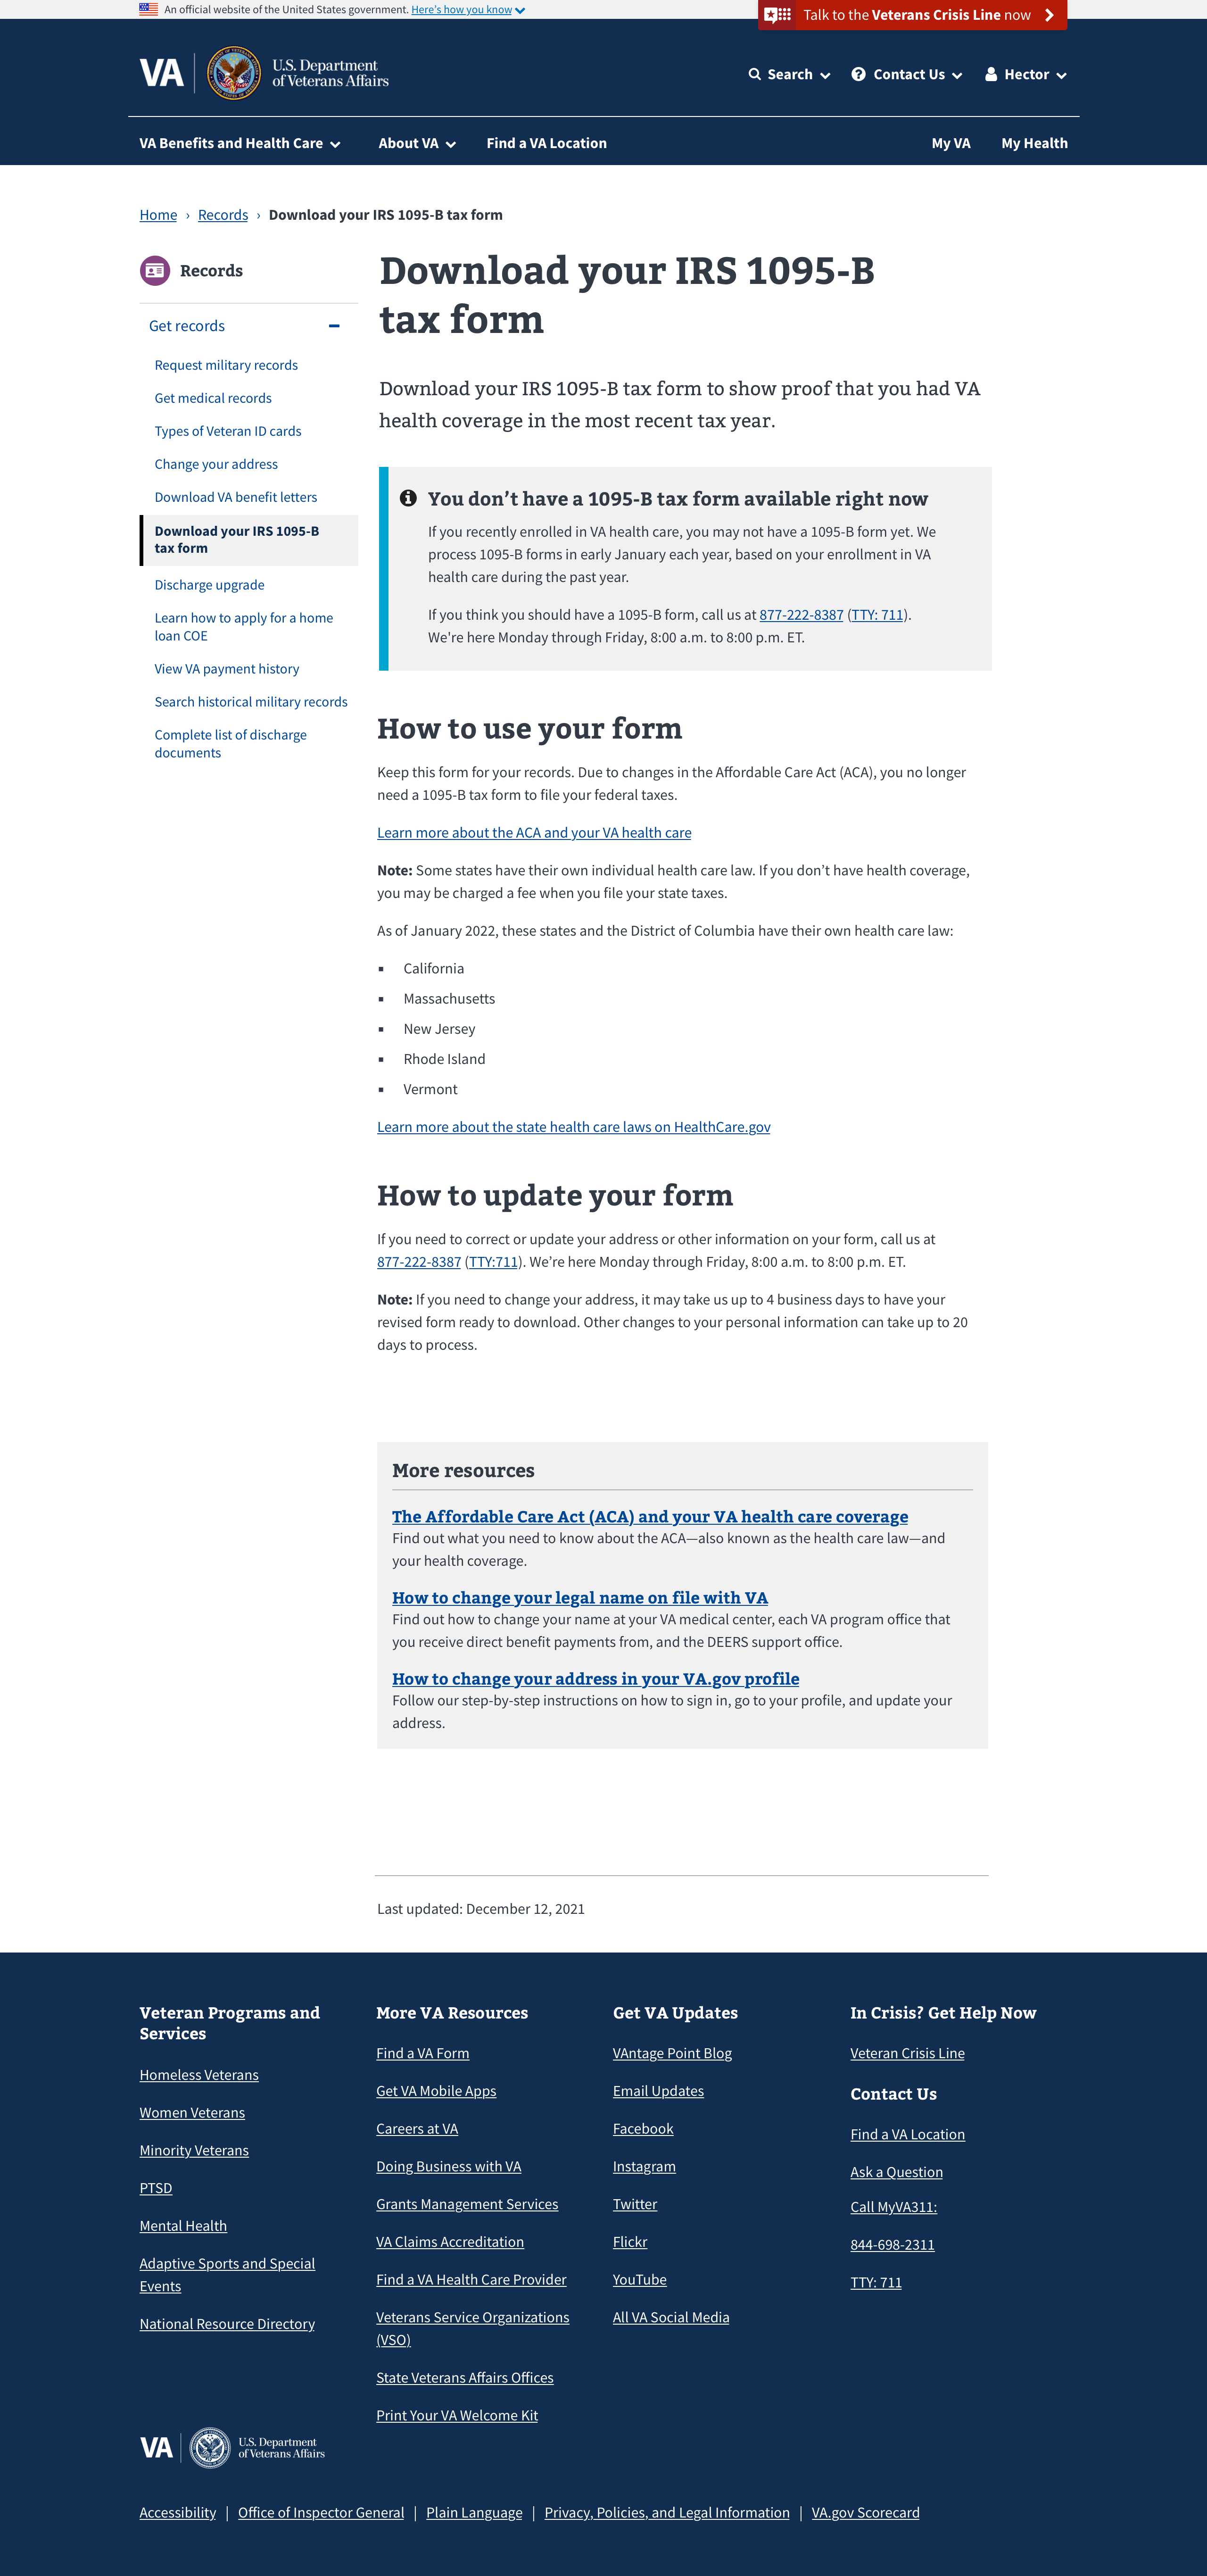 An official website of the United States government. Here's how you know
Talk to the Veterans Crisis Line now
VA
U.S. Department
of Veterans Affairs
Search
Contact Us
Hector
VA Benefits and Health Care
About VA
Find a VA Location
My VA
My Health
Home › Records › Download your IRS 1095-B tax form
Records
Get records
Request military records
Get medical records
Types of Veteran ID cards
Change your address
Download VA benefit letters
Download your IRS 1095-B
tax form
Discharge upgrade
Learn how to apply for a home
loan COE
View VA payment history
Search historical military records
Complete list of discharge
documents
Download your IRS 1095-B
tax form
Download your IRS 1095-B tax form to show proof that you had VA
health coverage in the most recent tax year.
You don’t have a 1095-B tax form available right now
If you recently enrolled in VA health care, you may not have a 1095-B form yet. We
process 1095-B forms in early January each year, based on your enrollment in VA
health care during the past year.
If you think you should have a 1095-B form, call us at 877-222-8387 (TTY: 711).
We're here Monday through Friday, 8:00 a.m. to 8:00 p.m. ET.
How to use your form
Keep this form for your records. Due to changes in the Affordable Care Act (ACA), you no longer
need a 1095-B tax form to file your federal taxes.
Learn more about the ACA and your VA health care
Note: Some states have their own individual health care law. If you don’t have health coverage,
you may be charged a fee when you file your state taxes.
As of January 2022, these states and the District of Columbia have their own health care law:
California
Massachusetts
New Jersey
Rhode Island
Vermont
Learn more about the state health care laws on HealthCare.gov
How to update your form
If you need to correct or update your address or other information on your form, call us at
877-222-8387 (TTY:711). We’re here Monday through Friday, 8:00 a.m. to 8:00 p.m. ET.
Note: If you need to change your address, it may take us up to 4 business days to have your
revised form ready to download. Other changes to your personal information can take up to 20
days to process.
More resources
The Affordable Care Act (ACA) and your VA health care coverage
Find out what you need to know about the ACA—also known as the health care law—and
your health coverage.
How to change your legal name on file with VA
Find out how to change your name at your VA medical center, each VA program office that
you receive direct benefit payments from, and the DEERS support office.
How to change your address in your VA.gov profile
Follow our step-by-step instructions on how to sign in, go to your profile, and update your
address.
Last updated: December 12, 2021
Veteran Programs and
Services
Homeless Veterans
Women Veterans
Minority Veterans
PTSD
Mental Health
Adaptive Sports and Special
Events
National Resource Directory
More VA Resources
Find a VA Form
Get VA Mobile Apps
Careers at VA
Doing Business with VA
Grants Management Services
VA Claims Accreditation
Find a VA Health Care Provider
Veterans Service Organizations
(VSO)
State Veterans Affairs Offices
Print Your VA Welcome Kit
Get VA Updates
VAntage Point Blog
Email Updates
Facebook
Instagram
Twitter
Flickr
YouTube
All VA Social Media
In Crisis? Get Help Now
Veteran Crisis Line
Contact Us
Find a VA Location
Ask a Question
Call MyVA311:
844-698-2311
TTY: 711
VA
U.S. Department
of Veterans Affairs
Accessibility | Office of Inspector General | Plain Language | Privacy, Policies, and Legal Information | VA.gov Scorecard